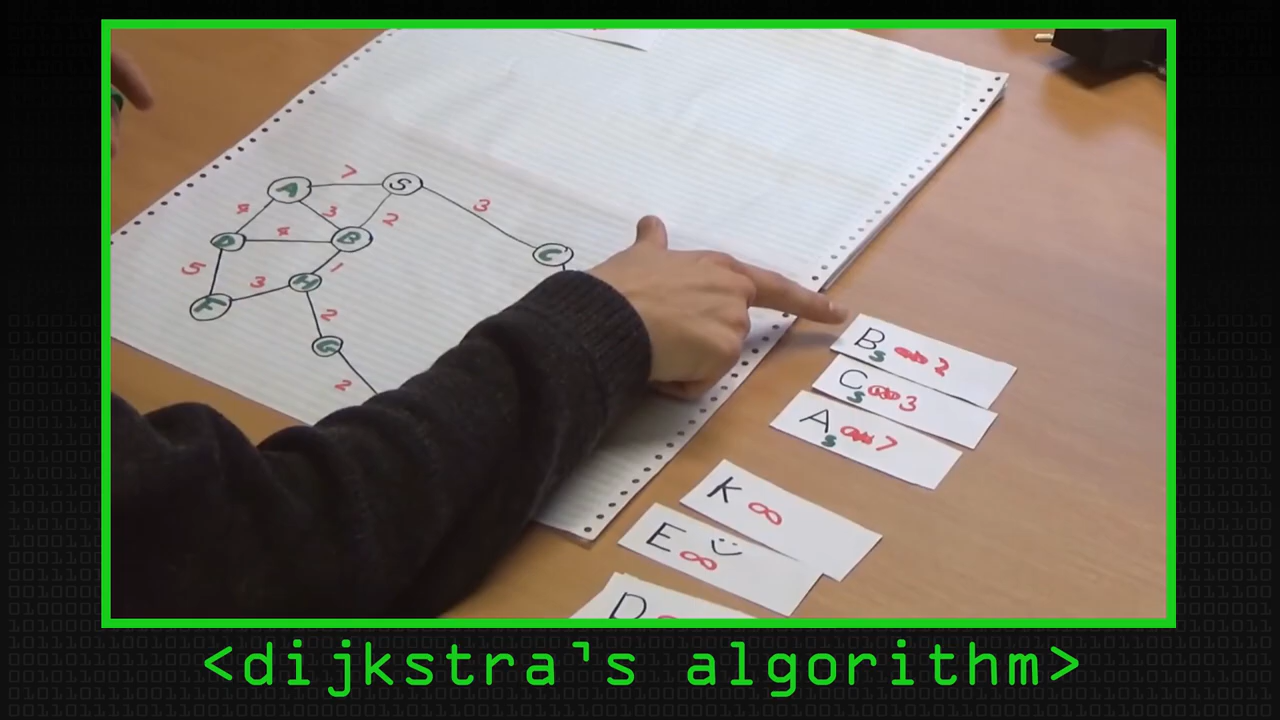 7
A
S
4
3
2
3
D
4
B
C
5
3
H
1
F
2
G
2
B S 2
C S 3
A S 7
K ∞
E ∞
D
<dijkstra's algorithm>